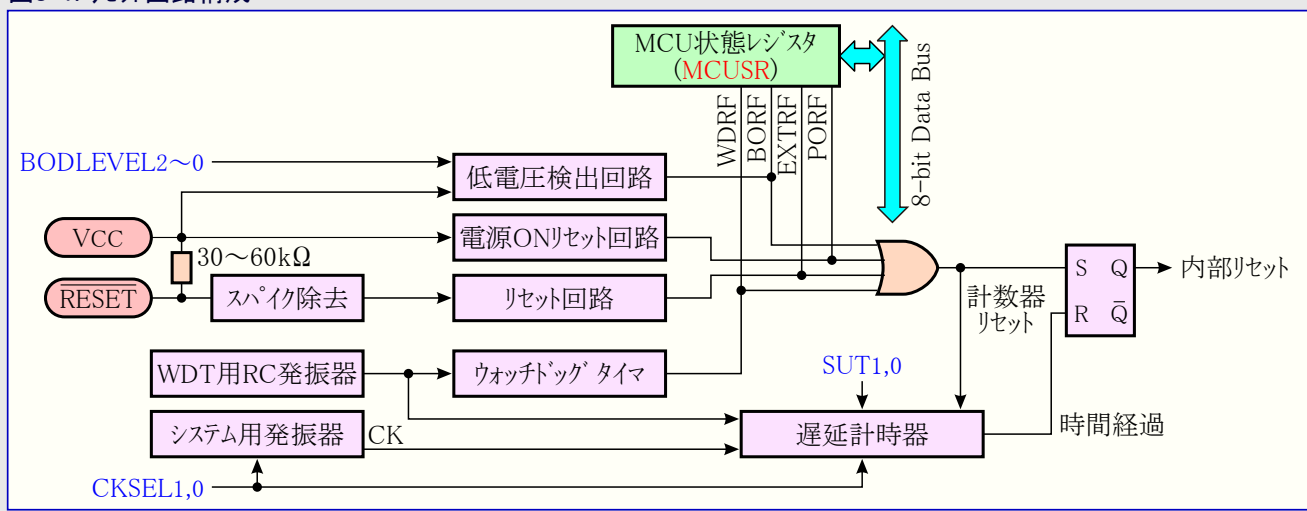 MCU状態レジスタ
(MCUSR)
8-bit Data Bus
WDRF
BORF
EXTRF
PORF
BODLEVEL2~0
低電圧検出回路
VCC
電源ONリセット回路
30~60kΩ
RESET
スパイク除去
リセット回路
S Q
R Q̅
内部リセット
計数器
リセット
WDT用RC発振器
ウォッチドッグ タイマ
SUT1,0
システム用発振器
CK
遅延計時器
時間経過
CKSEL1,0